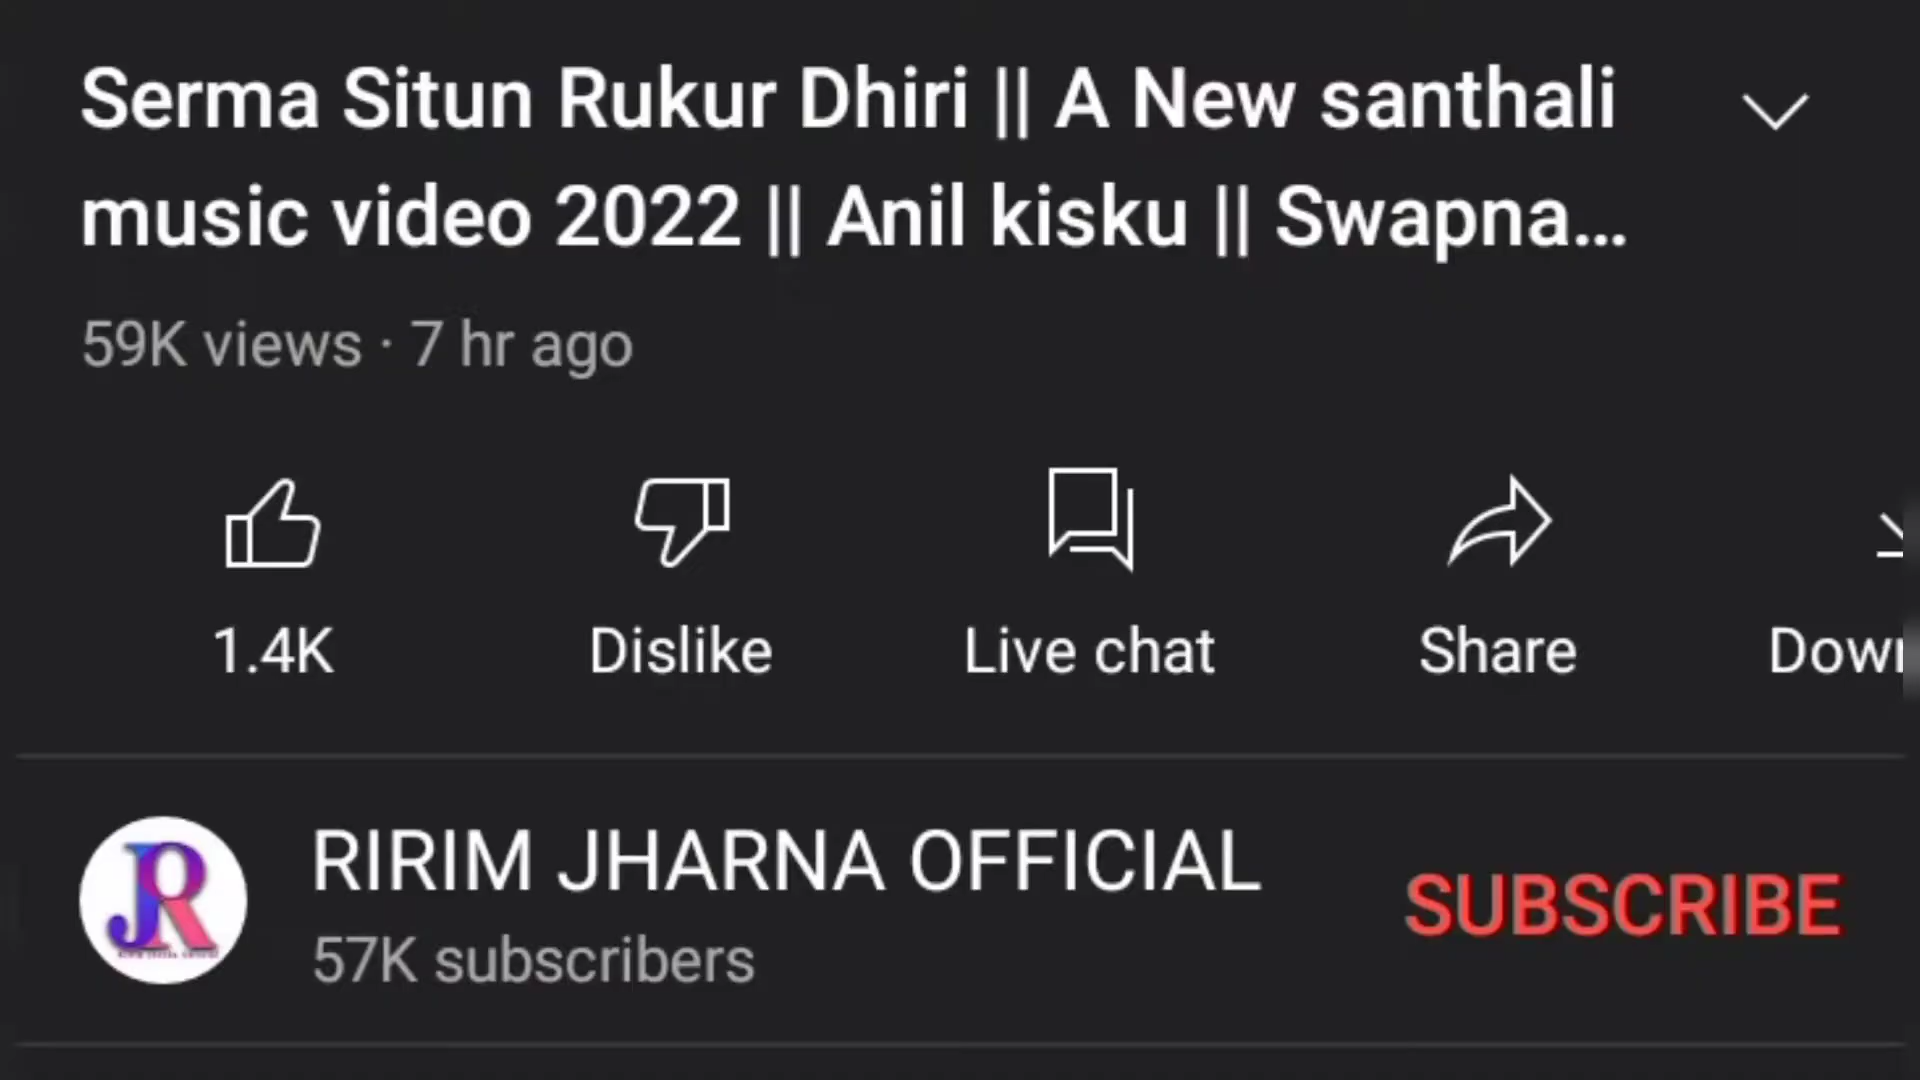 Serma Situn Rukur Dhiri || A New santhali
music video 2022 || Anil kisku || Swapna...
59K views · 7 hr ago
1.4K Dislike Live chat Share
JR
RIRIM JHARNA OFFICIAL
SUBSCRIBE
57K subscribers